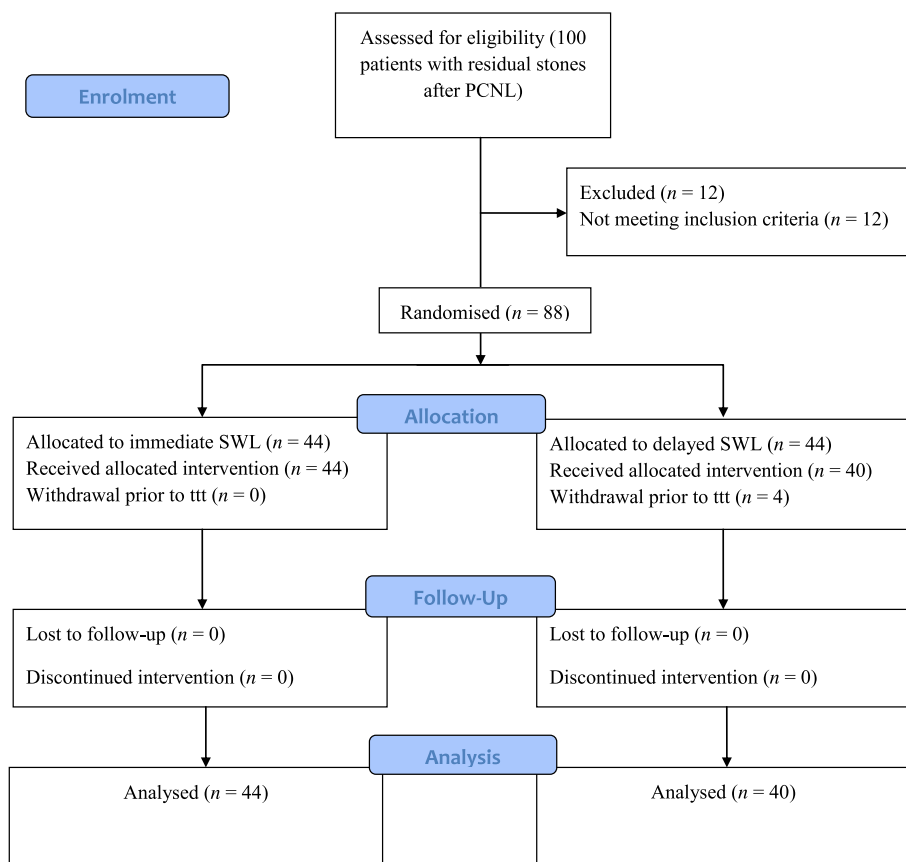 Assessed for eligibility (100
patients with residual stones
after PCNL)
Enrolment
Excluded (n = 12)
Not meeting inclusion criteria (n = 12)
Randomised (n = 88)
Allocation
Allocated to immediate SWL (n = 44)
Received allocated intervention (n = 44)
Withdrawal prior to ttt (n = 0)
Allocated to delayed SWL (n = 44)
Received allocated intervention (n = 40)
Withdrawal prior to ttt (n = 4)
Follow-Up
Lost to follow-up (n = 0)
Discontinued intervention (n = 0)
Lost to follow-up (n = 0)
Discontinued intervention (n = 0)
Analysis
Analysed (n = 44)
Analysed (n = 40)